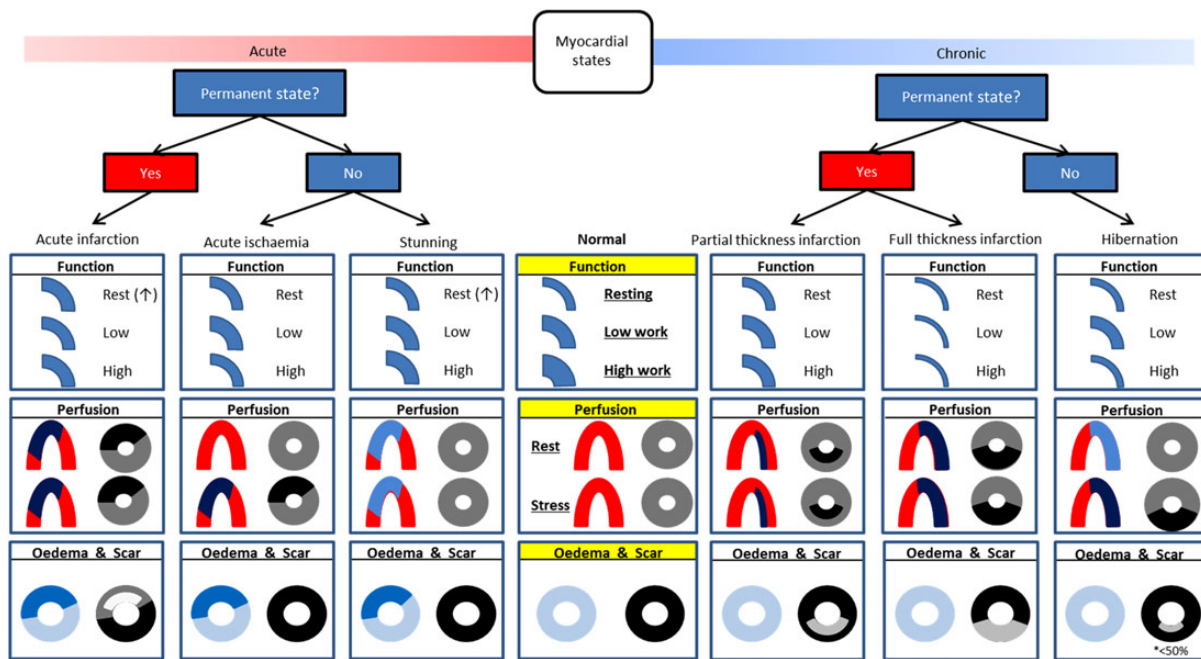 Myocardial
states
Acute
Chronic
Permanent state?
Permanent state?
Yes
No
Yes
No
Acute infarction
Acute ischaemia
Stunning
Normal
Partial thickness infarction
Full thickness infarction
Hibernation
Function
Function
Function
Function
Function
Function
Function
Rest (↑)
Rest
Rest (↑)
Resting
Rest
Rest
Rest
Low
Low
Low
Low work
Low
Low
Low
High
High
High
High work
High
High
High
Perfusion
Perfusion
Perfusion
Perfusion
Perfusion
Perfusion
Perfusion
Rest
Stress
Oedema & Scar
Oedema & Scar
Oedema & Scar
Oedema & Scar
Oedema & Scar
Oedema & Scar
Oedema & Scar
*<50%